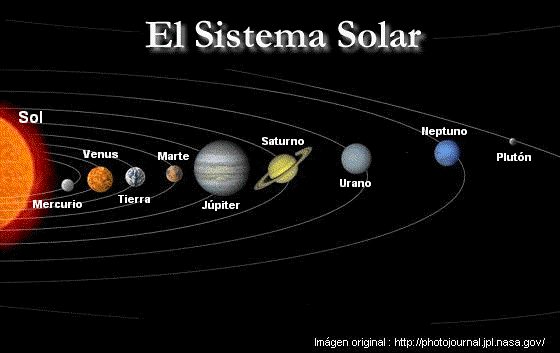 El Sistema Solar
Sol
Mercurio
Venus
Tierra
Marte
Júpiter
Saturno
Urano
Neptuno
Plutón
Imágen original : http://photojournal.jpl.nasa.gov/